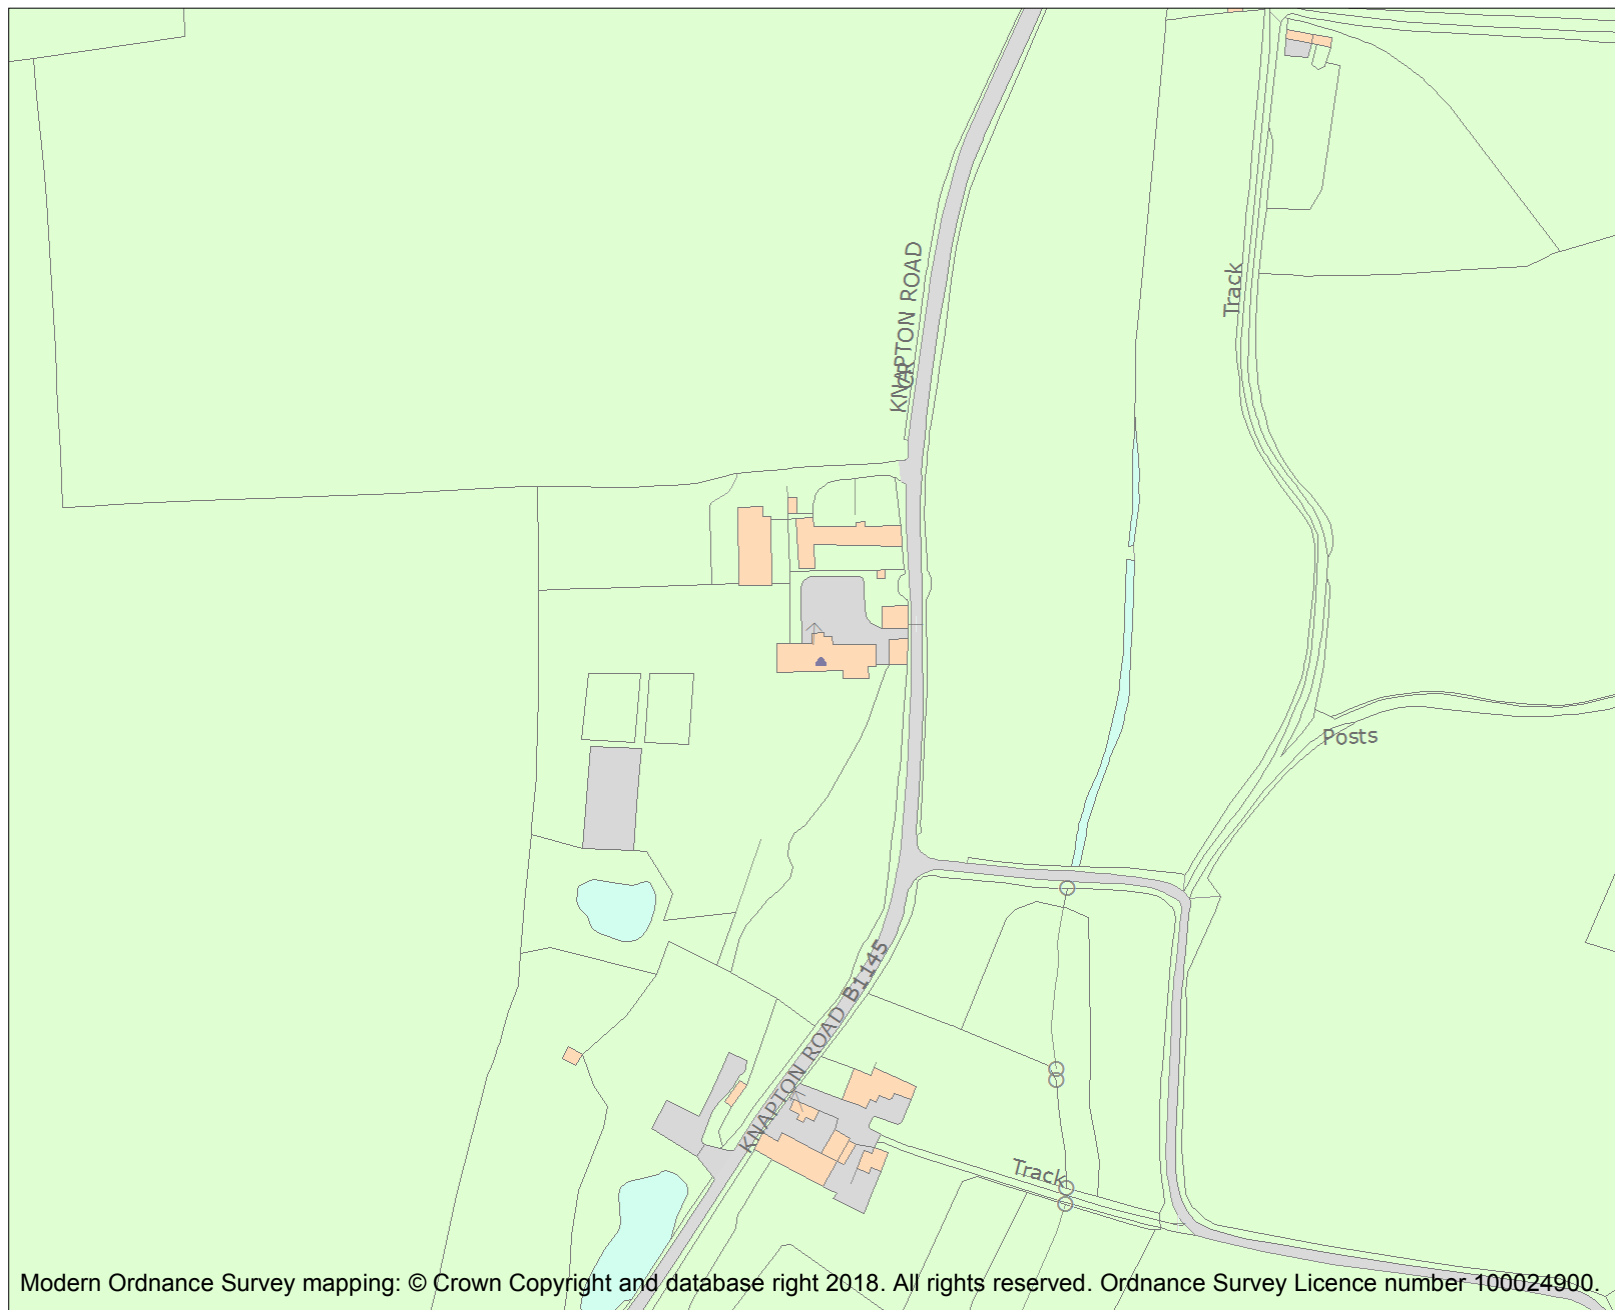 KNAPTON ROAD
CR
Track
Posts
KNAPTON ROAD B1145
Track
Modern Ordnance Survey mapping: © Crown Copyright and database right 2018. All rights reserved. Ordnance Survey Licence number 100024900.